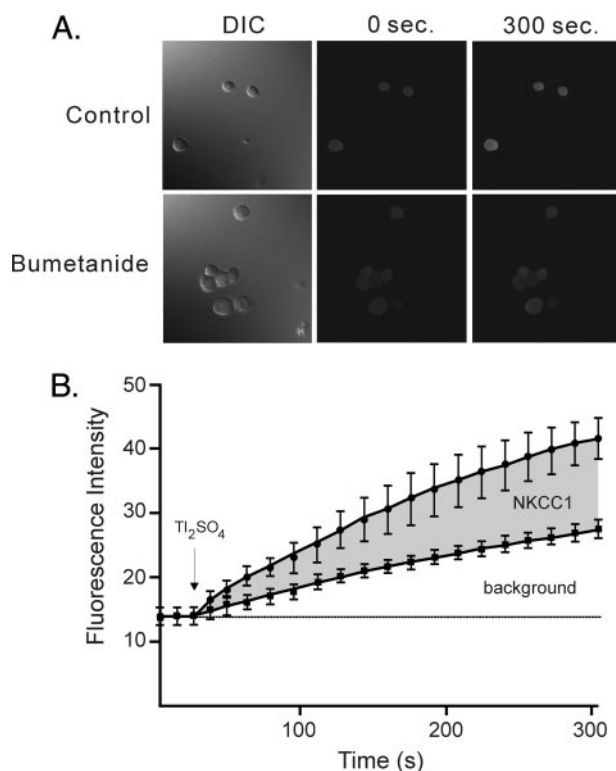 A.
DIC 0 sec. 300 sec.
Control
Bumetanide
B.
50
40
30
20
10
Fluorescence Intensity
Tl₂SO₄
NKCC1
background
100 200 300
Time (s)